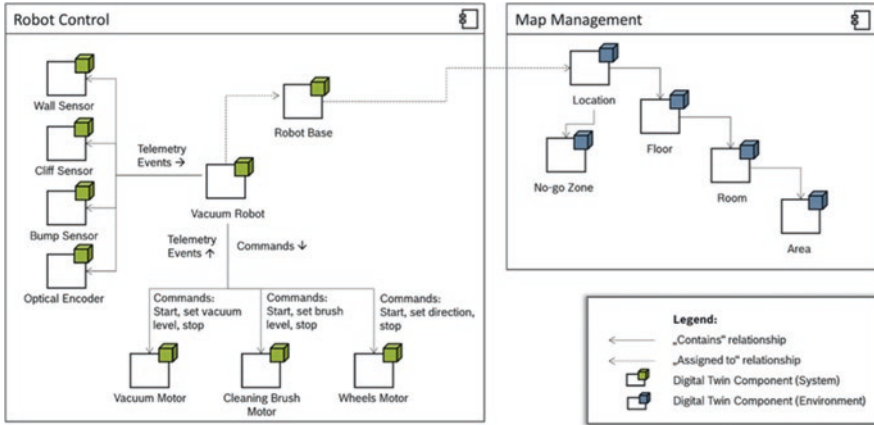 Robot Control
Wall Sensor
Cliff Sensor
Bump Sensor
Optical Encoder
Telemetry
Events →
Robot Base
Vacuum Robot
Telemetry
Events ↑
Commands ↓
Commands:
Start, set vacuum
level, stop
Commands:
Start, set brush
level, stop
Commands:
Start, set direction,
stop
Vacuum Motor
Cleaning Brush
Motor
Wheels Motor
Map Management
Location
Floor
No-go Zone
Room
Area
Legend:
„Contains" relationship
„Assigned to" relationship
Digital Twin Component (System)
Digital Twin Component (Environment)